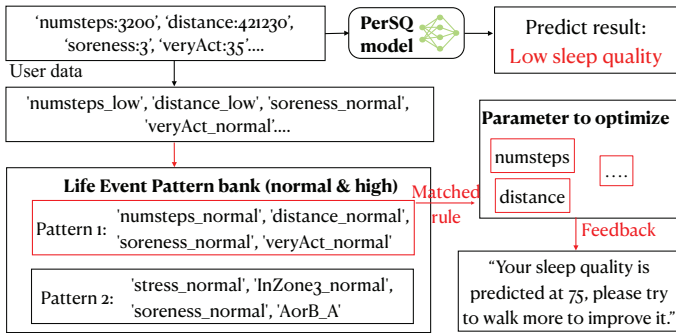 'numsteps:3200', 'distance:421230',
'soreness:3', 'veryAct:35'....
PerSQ
model
Predict result:
Low sleep quality
User data
'numsteps_low', 'distance_low', 'soreness_normal',
'veryAct_normal'....
Parameter to optimize
numsteps
....
distance
Life Event Pattern bank (normal & high)
Matched
rule
Pattern 1:
'numsteps_normal', 'distance_normal',
'soreness_normal', 'veryAct_normal'
Feedback
Pattern 2:
'stress_normal', 'InZone3_normal',
'soreness_normal', 'AorB_A'
“Your sleep quality is
predicted at 75, please try
to walk more to improve it.”